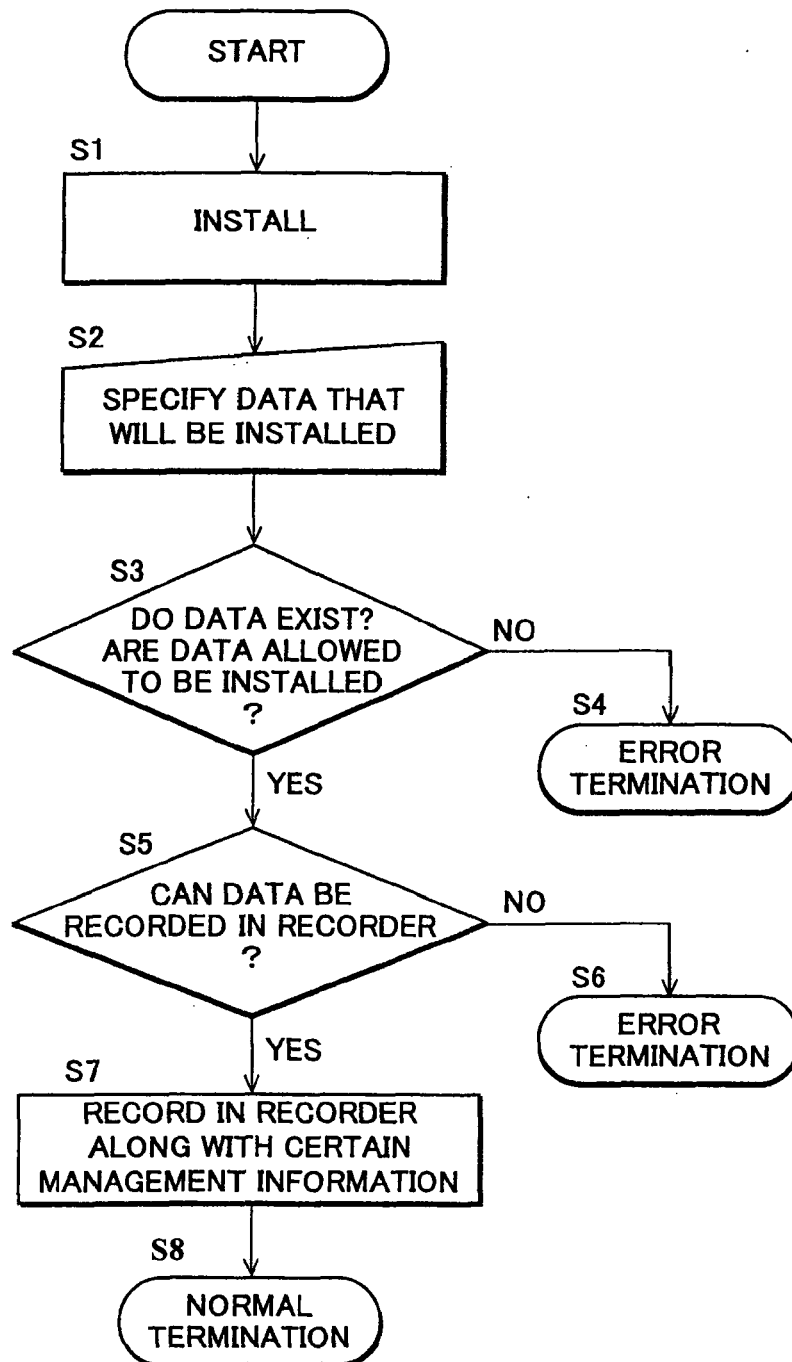 START
S1
INSTALL
S2
SPECIFY DATA THAT
WILL BE INSTALLED
S3
DO DATA EXIST?
ARE DATA ALLOWED
TO BE INSTALLED
?
NO
S4
ERROR
TERMINATION
YES
S5
CAN DATA BE
RECORDED IN RECORDER
?
NO
S6
ERROR
TERMINATION
YES
S7
RECORD IN RECORDER
ALONG WITH CERTAIN
MANAGEMENT INFORMATION
S8
NORMAL
TERMINATION